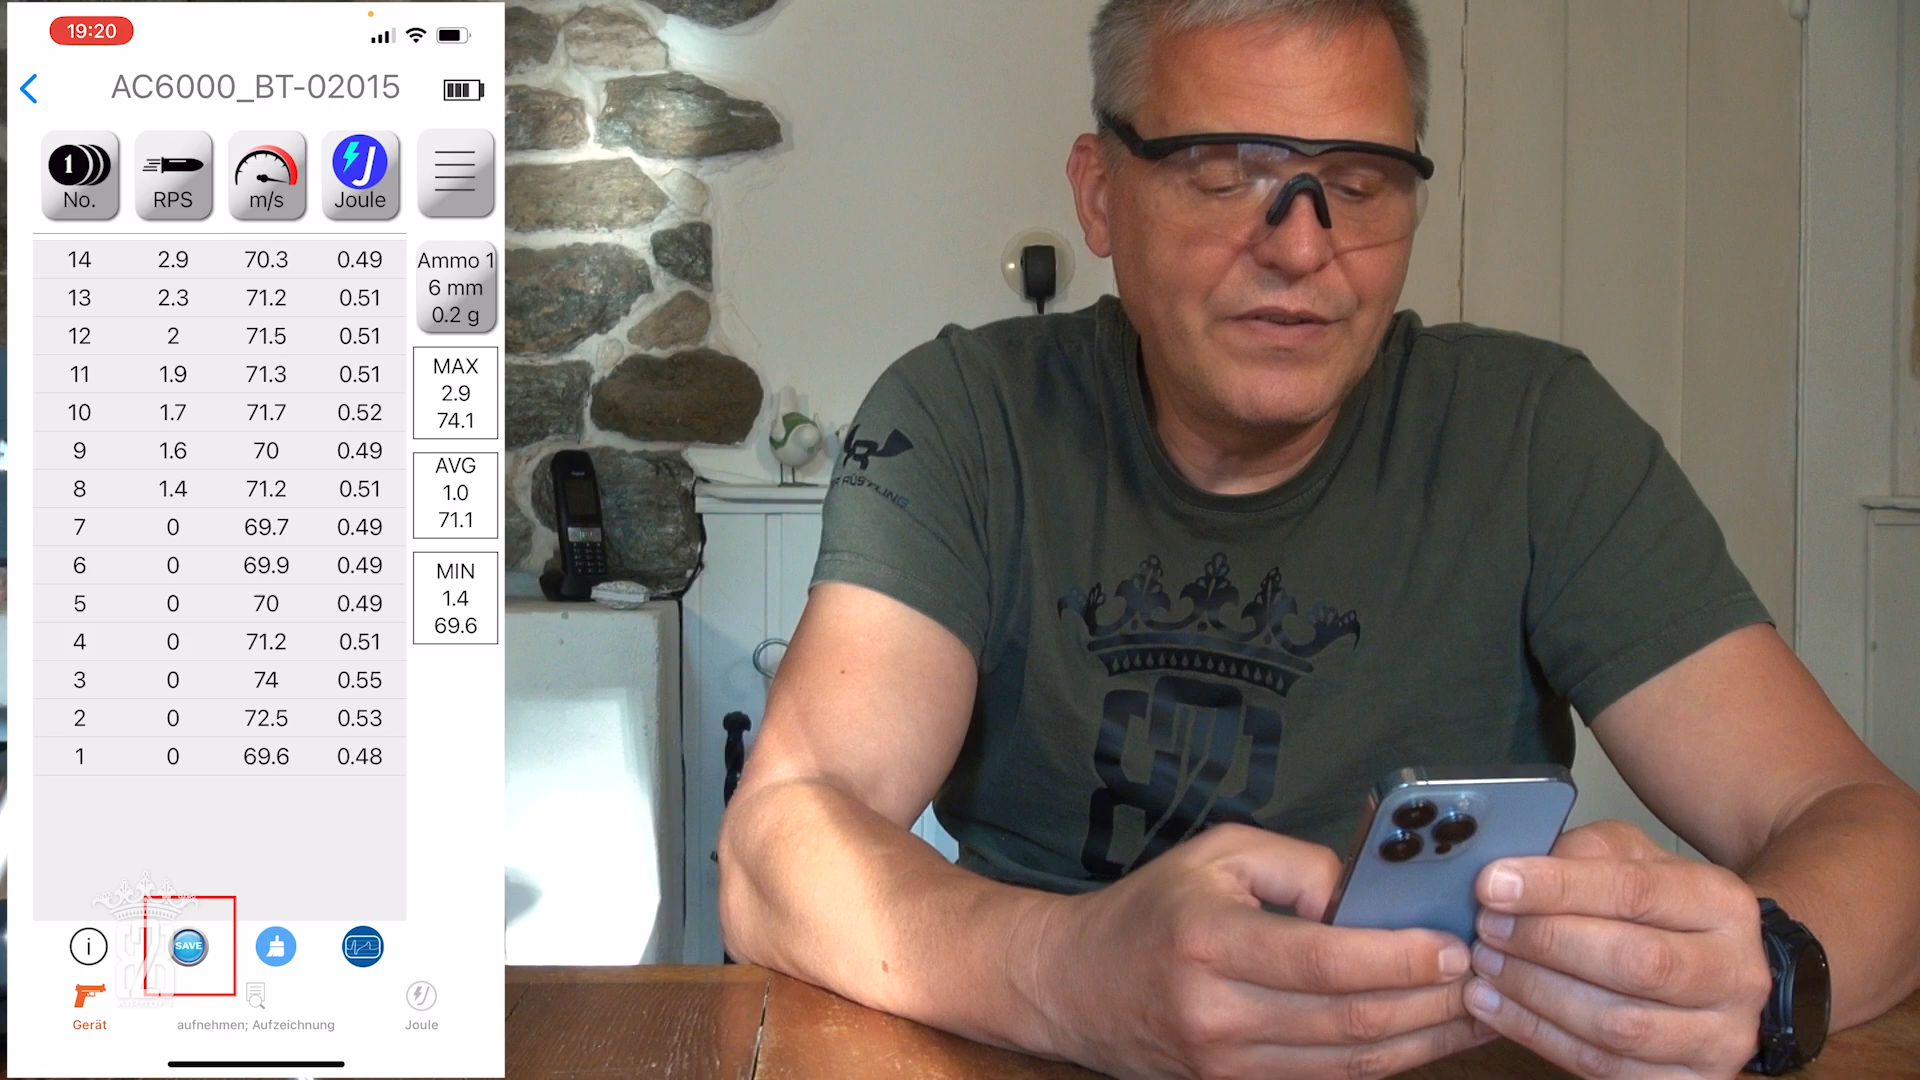 19:20
AC6000_BT-02015
1 No.
RPS
m/s
J Joule
14 2.9 70.3 0.49
13 2.3 71.2 0.51
12 2 71.5 0.51
11 1.9 71.3 0.51
10 1.7 71.7 0.52
9 1.6 70 0.49
8 1.4 71.2 0.51
7 0 69.7 0.49
6 0 69.9 0.49
5 0 70 0.49
4 0 71.2 0.51
3 0 74 0.55
2 0 72.5 0.53
1 0 69.6 0.48
Ammo 1
6 mm
0.2 g
MAX
2.9
74.1
AVG
1.0
71.1
MIN
1.4
69.6
i
SAVE
Gerät
aufnehmen; Aufzeichnung
Joule